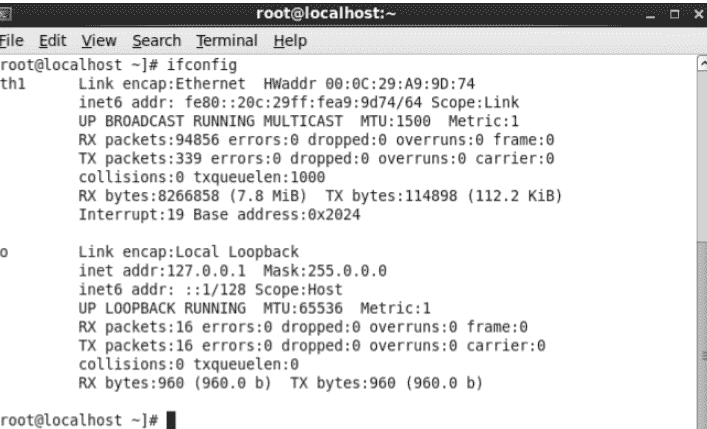 root@localhost:~
File Edit View Search Terminal Help
root@localhost ~]# ifconfig
th1 Link encap:Ethernet HWaddr 00:0C:29:A9:9D:74
inet6 addr: fe80::20c:29ff:fea9:9d74/64 Scope:Link
UP BROADCAST RUNNING MULTICAST MTU:1500 Metric:1
RX packets:94856 errors:0 dropped:0 overruns:0 frame:0
TX packets:339 errors:0 dropped:0 overruns:0 carrier:0
collisions:0 txqueuelen:1000
RX bytes:8266858 (7.8 MiB) TX bytes:114898 (112.2 KiB)
Interrupt:19 Base address:0x2024
o Link encap:Local Loopback
inet addr:127.0.0.1 Mask:255.0.0.0
inet6 addr: ::1/128 Scope:Host
UP LOOPBACK RUNNING MTU:65536 Metric:1
RX packets:16 errors:0 dropped:0 overruns:0 frame:0
TX packets:16 errors:0 dropped:0 overruns:0 carrier:0
collisions:0 txqueuelen:0
RX bytes:960 (960.0 b) TX bytes:960 (960.0 b)
root@localhost ~]#